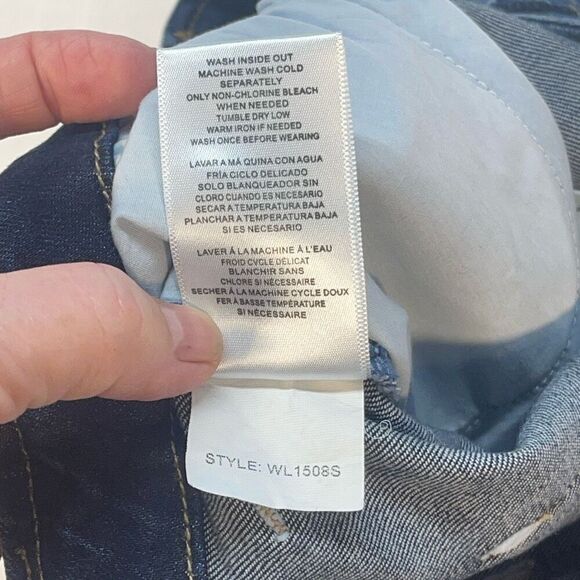 WASH INSIDE OUT
MACHINE WASH COLD
SEPARATELY
ONLY NON-CHLORINE BLEACH
WHEN NEEDED
TUMBLE DRY LOW
WARM IRON IF NEEDED
WASH ONCE BEFORE WEARING
LAVAR A MÁ QUINA CON AGUA
FRÍA CICLO DELICADO
SOLO BLANQUEADOR SIN
CLORO CUANDO ES NECESARIO
SECAR A TEMPERATURA BAJA
PLANCHAR A TEMPERATURA BAJA
SI ES NECESARIO
LAVER Á LA MACHINE Á L'EAU
FROID CYCLE DÉLICAT
BLANCHIR SANS
CHLORE SI NÉCESSAIRE
SÉCHER Á LA MACHINE CYCLE DOUX
FER Á BASSE TEMPÉRATURE
SI NÉCESSAIRE
STYLE: WL1508S